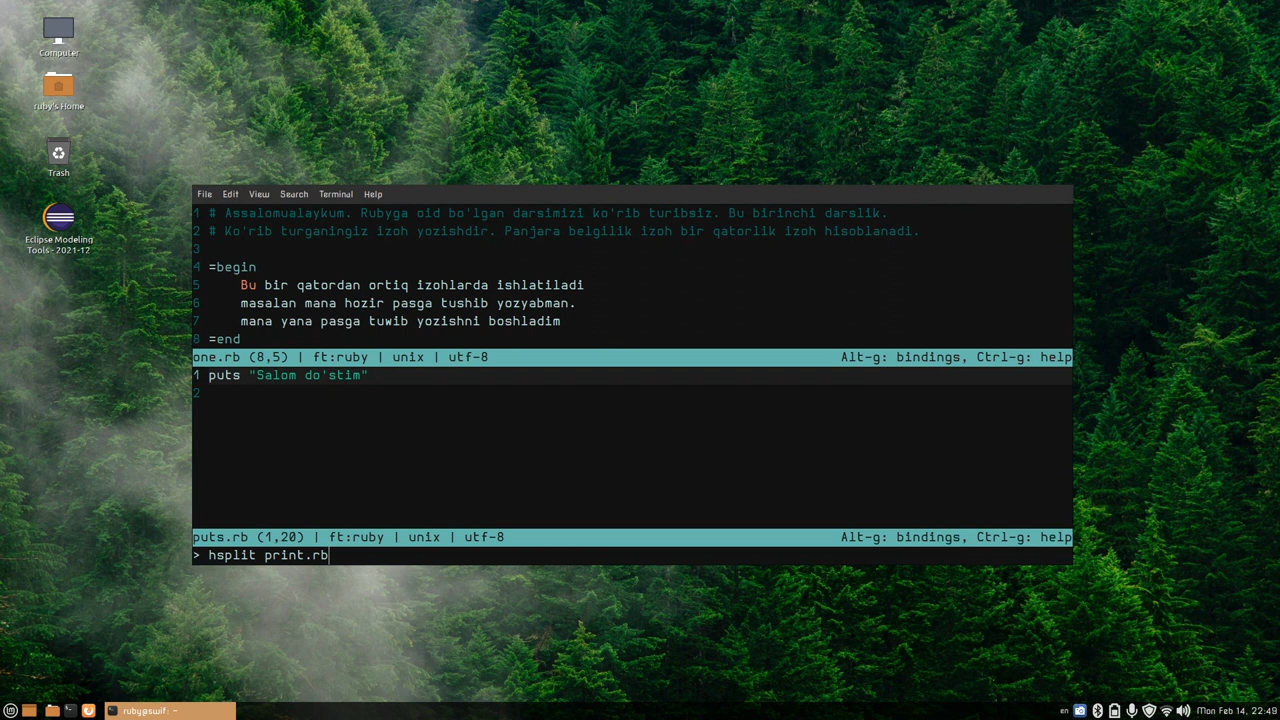 Computer
ruby's Home
Trash
Eclipse Modeling
Tools - 2021-12
File Edit View Search Terminal Help
1 # Assalomualaykum. Rubyga oid bo'lgan darsimizi ko'rib turibsiz. Bu birinchi darslik.
2 # Ko'rib turganingiz izoh yozishdir. Panjara belgilik izoh bir qatorlik izoh hisoblanadi.
3
4 =begin
5     Bu bir qatordan ortiq izohlarda ishlatiladi
6     masalan mana hozir pasga tushib yozyabman.
7     mana yana pasga tuwib yozishni boshladim
8 =end
one.rb (8,5) | ft:ruby | unix | utf-8 Alt-g: bindings, Ctrl-g: help
1 puts "Salom do'stim"
2
puts.rb (1,20) | ft:ruby | unix | utf-8 Alt-g: bindings, Ctrl-g: help
> hsplit print.rb
ruby@swif: ~
en Mon Feb 14, 22:49